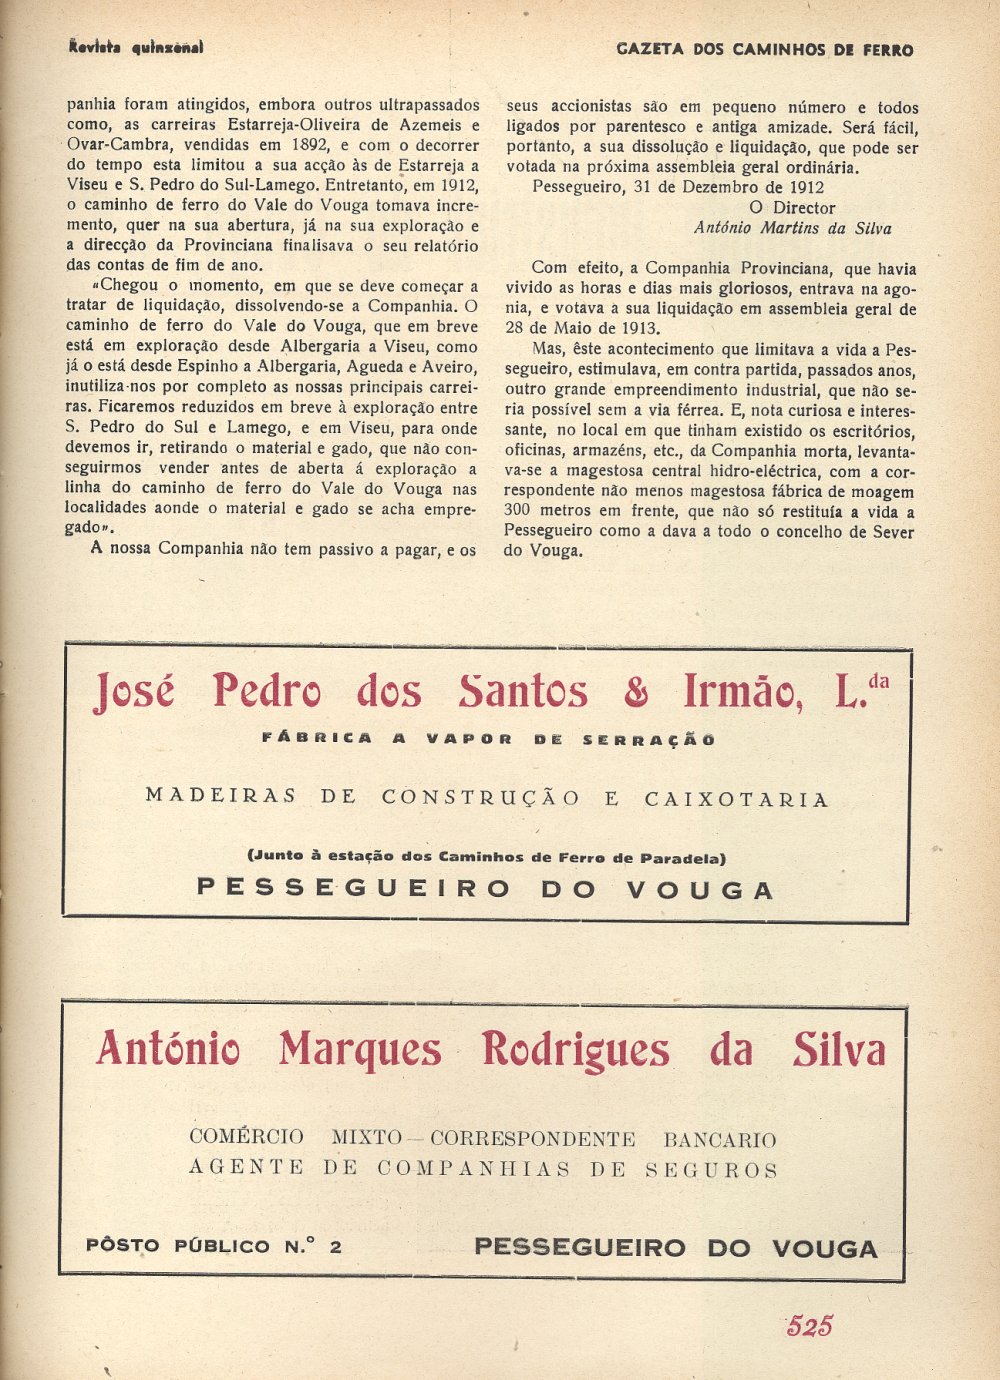 Revista quinzenal
GAZETA DOS CAMINHOS DE FERRO
panhia foram atingidos, embora outros ultrapassados
como, as carreiras Estarreja-Oliveira de Azemeis e
Ovar-Cambra, vendidas em 1892, e com o decorrer
do tempo esta limitou a sua acção às de Estarreja a
Viseu e S. Pedro do Sul-Lamego. Entretanto, em 1912,
o caminho de ferro do Vale do Vouga tomava incre-
mento, quer na sua abertura, já na sua exploração e
a direcção da Provinciana finalisava o seu relatório
das contas de fim de ano.
«Chegou o momento, em que se deve começar a
tratar de liquidação, dissolvendo-se a Companhia. O
caminho de ferro do Vale do Vouga, que em breve
está em exploração desde Albergaria a Viseu, como
já o está desde Espinho a Albergaria, Agueda e Aveiro,
inutiliza-nos por completo as nossas principais carrei-
ras. Ficaremos reduzidos em breve à exploração entre
S. Pedro do Sul e Lamego, e em Viseu, para onde
devemos ir, retirando o material e gado, que não con-
seguirmos vender antes de aberta á exploração a
linha do caminho de ferro do Vale do Vouga nas
localidades aonde o material e gado se acha empre-
gado».
A nossa Companhia não tem passivo a pagar, e os
seus accionistas são em pequeno número e todos
ligados por parentesco e antiga amizade. Será fácil,
portanto, a sua dissolução e liquidação, que pode ser
votada na próxima assembleia geral ordinária.
Pessegueiro, 31 de Dezembro de 1912
O Director
António Martins da Silva
Com efeito, a Companhia Provinciana, que havia
vivido as horas e dias mais gloriosos, entrava na ago-
nia, e votava a sua liquidação em assembleia geral de
28 de Maio de 1913.
Mas, êste acontecimento que limitava a vida a Pes-
segueiro, estimulava, em contra partida, passados anos,
outro grande empreendimento industrial, que não se-
ria possível sem a via férrea. E, nota curiosa e interes-
sante, no local em que tinham existido os escritórios,
oficinas, armazéns, etc., da Companhia morta, levanta-
va-se a magestosa central hidro-eléctrica, com a cor-
respondente não menos magestosa fábrica de moagem
300 metros em frente, que não só restituía a vida a
Pessegueiro como a dava a todo o concelho de Sever
do Vouga.
José Pedro dos Santos & Irmão, L.da
FÁBRICA A VAPOR DE SERRAÇÃO
MADEIRAS DE CONSTRUÇÃO E CAIXOTARIA
(Junto à estação dos Caminhos de Ferro de Paradela)
PESSEGUEIRO DO VOUGA
António Marques Rodrigues da Silva
COMÉRCIO MIXTO — CORRESPONDENTE BANCARIO
AGENTE DE COMPANHIAS DE SEGUROS
PÔSTO PÚBLICO N.º 2 PESSEGUEIRO DO VOUGA
525